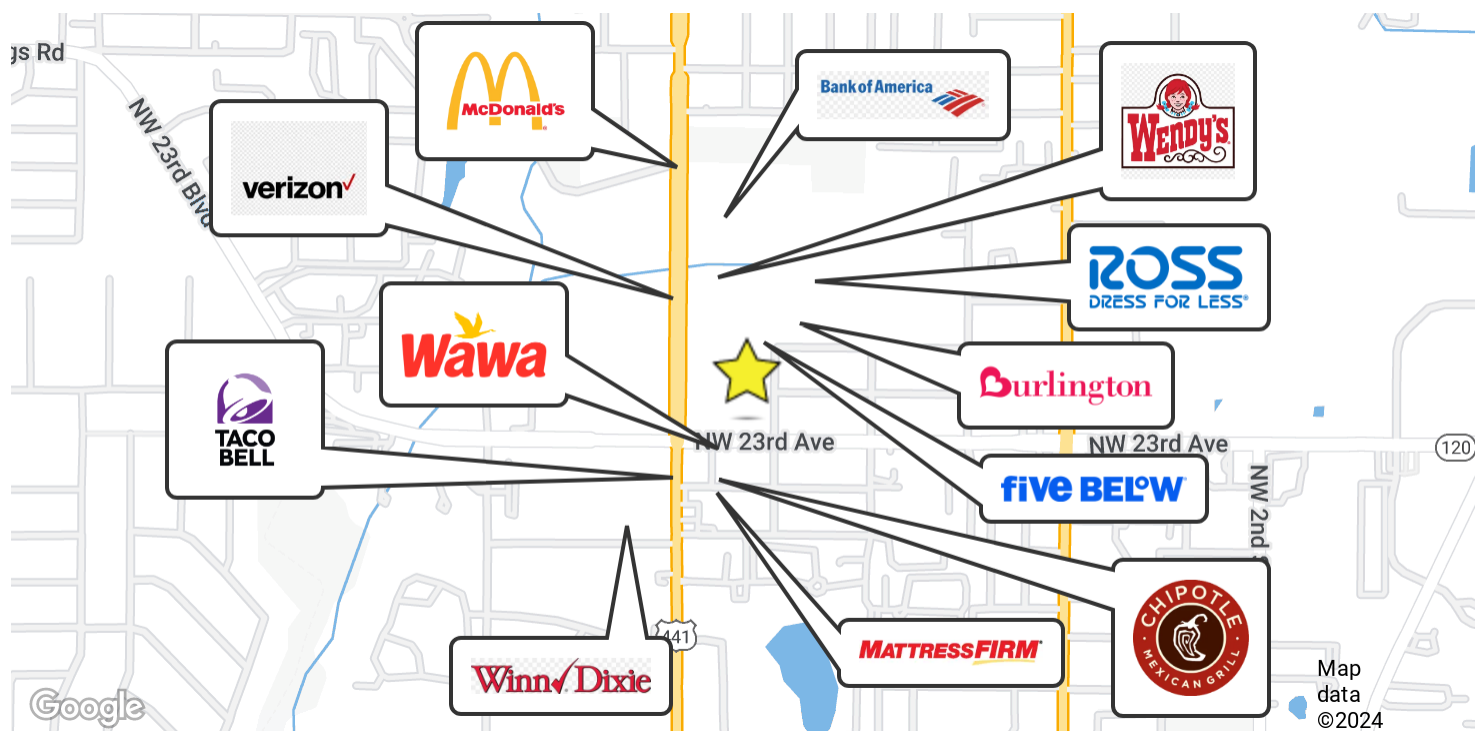 gs Rd
NW 23rd Blvd
McDonald's
Bank of America
WENDY'S
verizon
ROSS
DRESS FOR LESS®
Wawa
Burlington
TACO
BELL
NW 23rd Ave
NW 23rd Ave
120
five BELOW
NW 2nd
CHIPOTLE
MEXICAN GRILL
441
MATTRESSFIRM
Winn Dixie
Google
Map
data
©2024